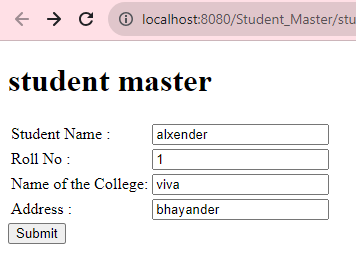 localhost:8080/Student_Master/stu
student master
Student Name : alxender
Roll No : 1
Name of the College: viva
Address : bhayander
Submit